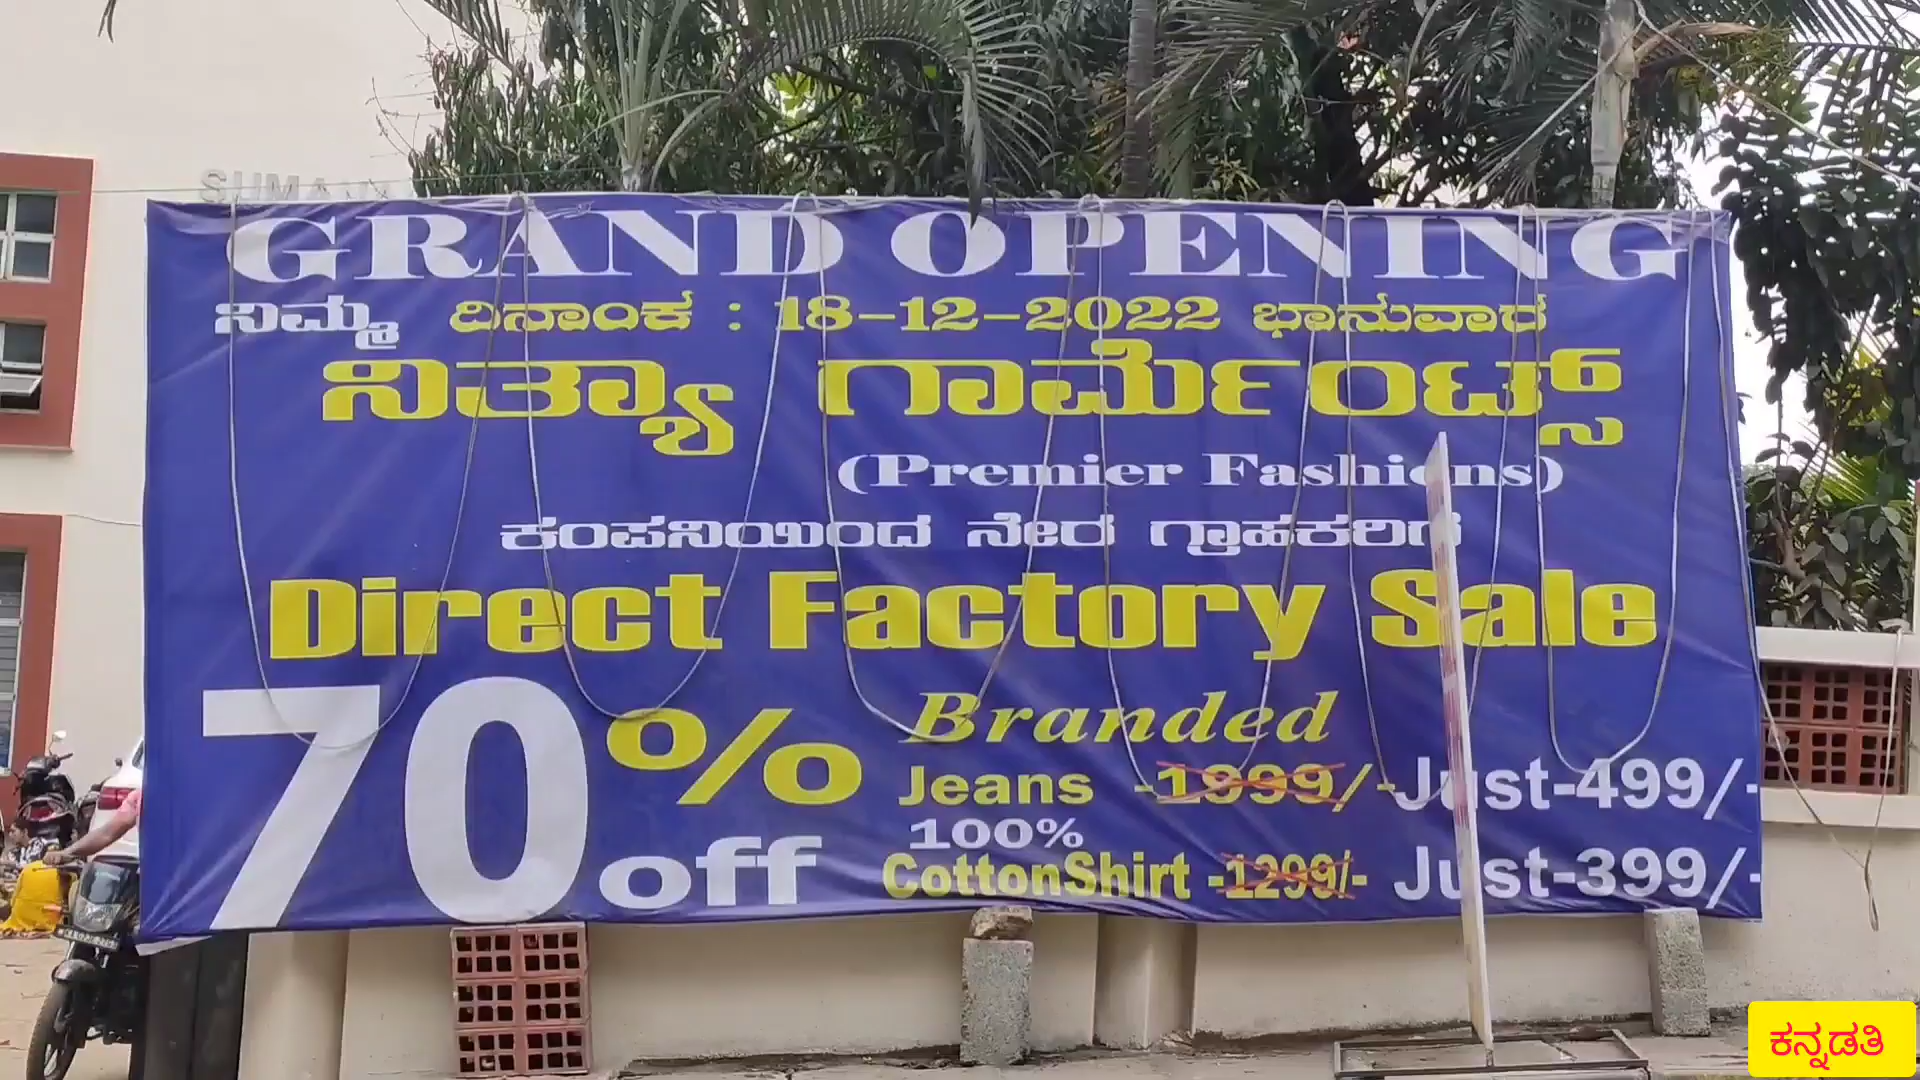 SUMA
GRAND OPENING
ನಿಮ್ಮ ದಿನಾಂಕ : 18-12-2022 ಭಾನುವಾರ
ನಿತ್ಯಾ ಗಾರ್ಮೆಂಟ್ಸ್
(Premier Fashions)
ಕಂಪನಿಯಿಂದ ನೇರ ಗ್ರಾಹಕರಿಗೆ
Direct Factory Sale
70% off
Branded
Jeans -1999/- Just-499/-
100%
CottonShirt -1299/- Just-399/-
ಕನ್ನಡತಿ